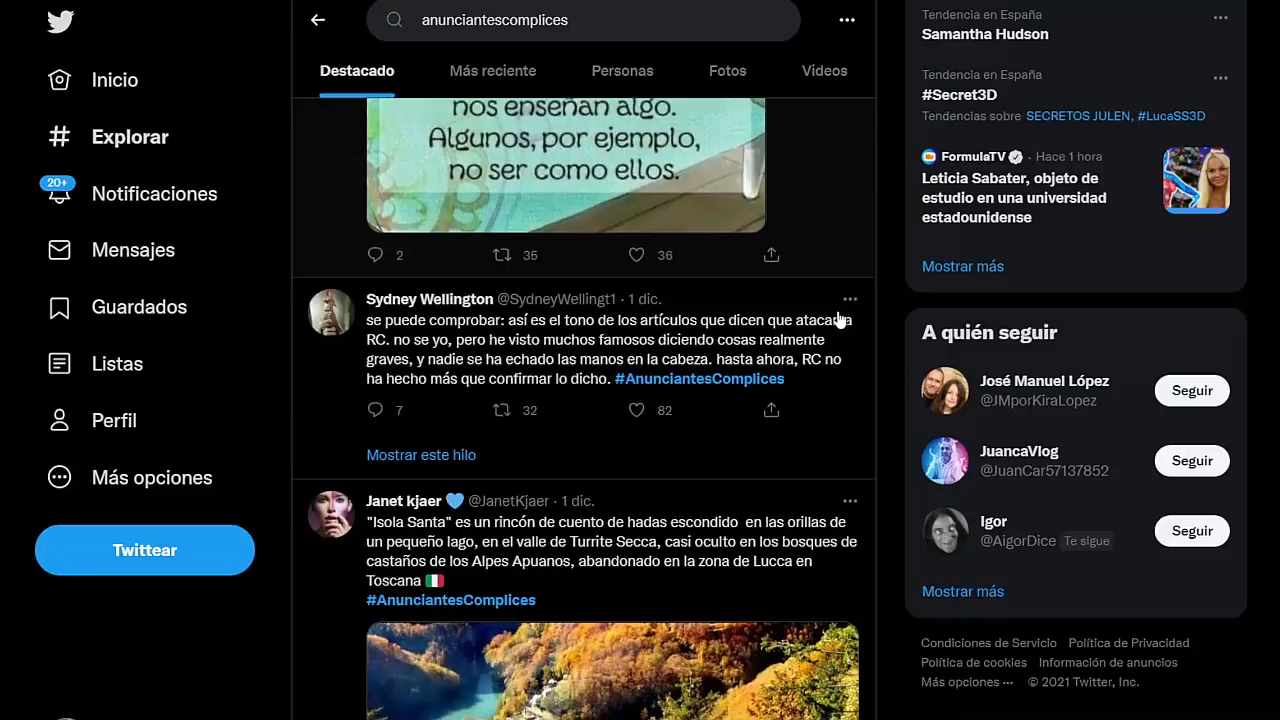 Inicio
Explorar
20+
Notificaciones
Mensajes
Guardados
Listas
Perfil
Más opciones
Twittear
anunciantescomplices
Destacado
Más reciente
Personas
Fotos
Videos
nos enseñan algo.
Algunos, por ejemplo,
no ser como ellos.
2
35
36
Sydney Wellington @SydneyWellingt1 · 1 dic.
se puede comprobar: así es el tono de los artículos que dicen que
RC. no se yo, pero he visto muchos famosos diciendo cosas realmente
graves, y nadie se ha echado las manos en la cabeza. hasta ahora, RC no
ha hecho más que confirmar lo dicho. #AnunciantesComplices
7
32
82
Mostrar este hilo
Janet kjaer 💙 @JanetKjaer · 1 dic.
"Isola Santa" es un rincón de cuento de hadas escondido en las orillas de
un pequeño lago, en el valle de Turrite Secca, casi oculto en los bosques de
castaños de los Alpes Apuanos, abandonado en la zona de Lucca en
Toscana 🇮🇹
#AnunciantesComplices
Tendencia en España
Samantha Hudson
Tendencia en España
#Secret3D
Tendencias sobre SECRETOS JULEN, #LucaSS3D
FormulaTV · Hace 1 hora
Leticia Sabater, objeto de
estudio en una universidad
estadounidense
Mostrar más
A quién seguir
José Manuel López
@JMporKiraLopez
Seguir
JuancaVlog
@JuanCar57137852
Seguir
Igor
@AigorDice Te sigue
Seguir
Mostrar más
Condiciones de Servicio Política de Privacidad
Política de cookies Información de anuncios
Más opciones ··· © 2021 Twitter, Inc.